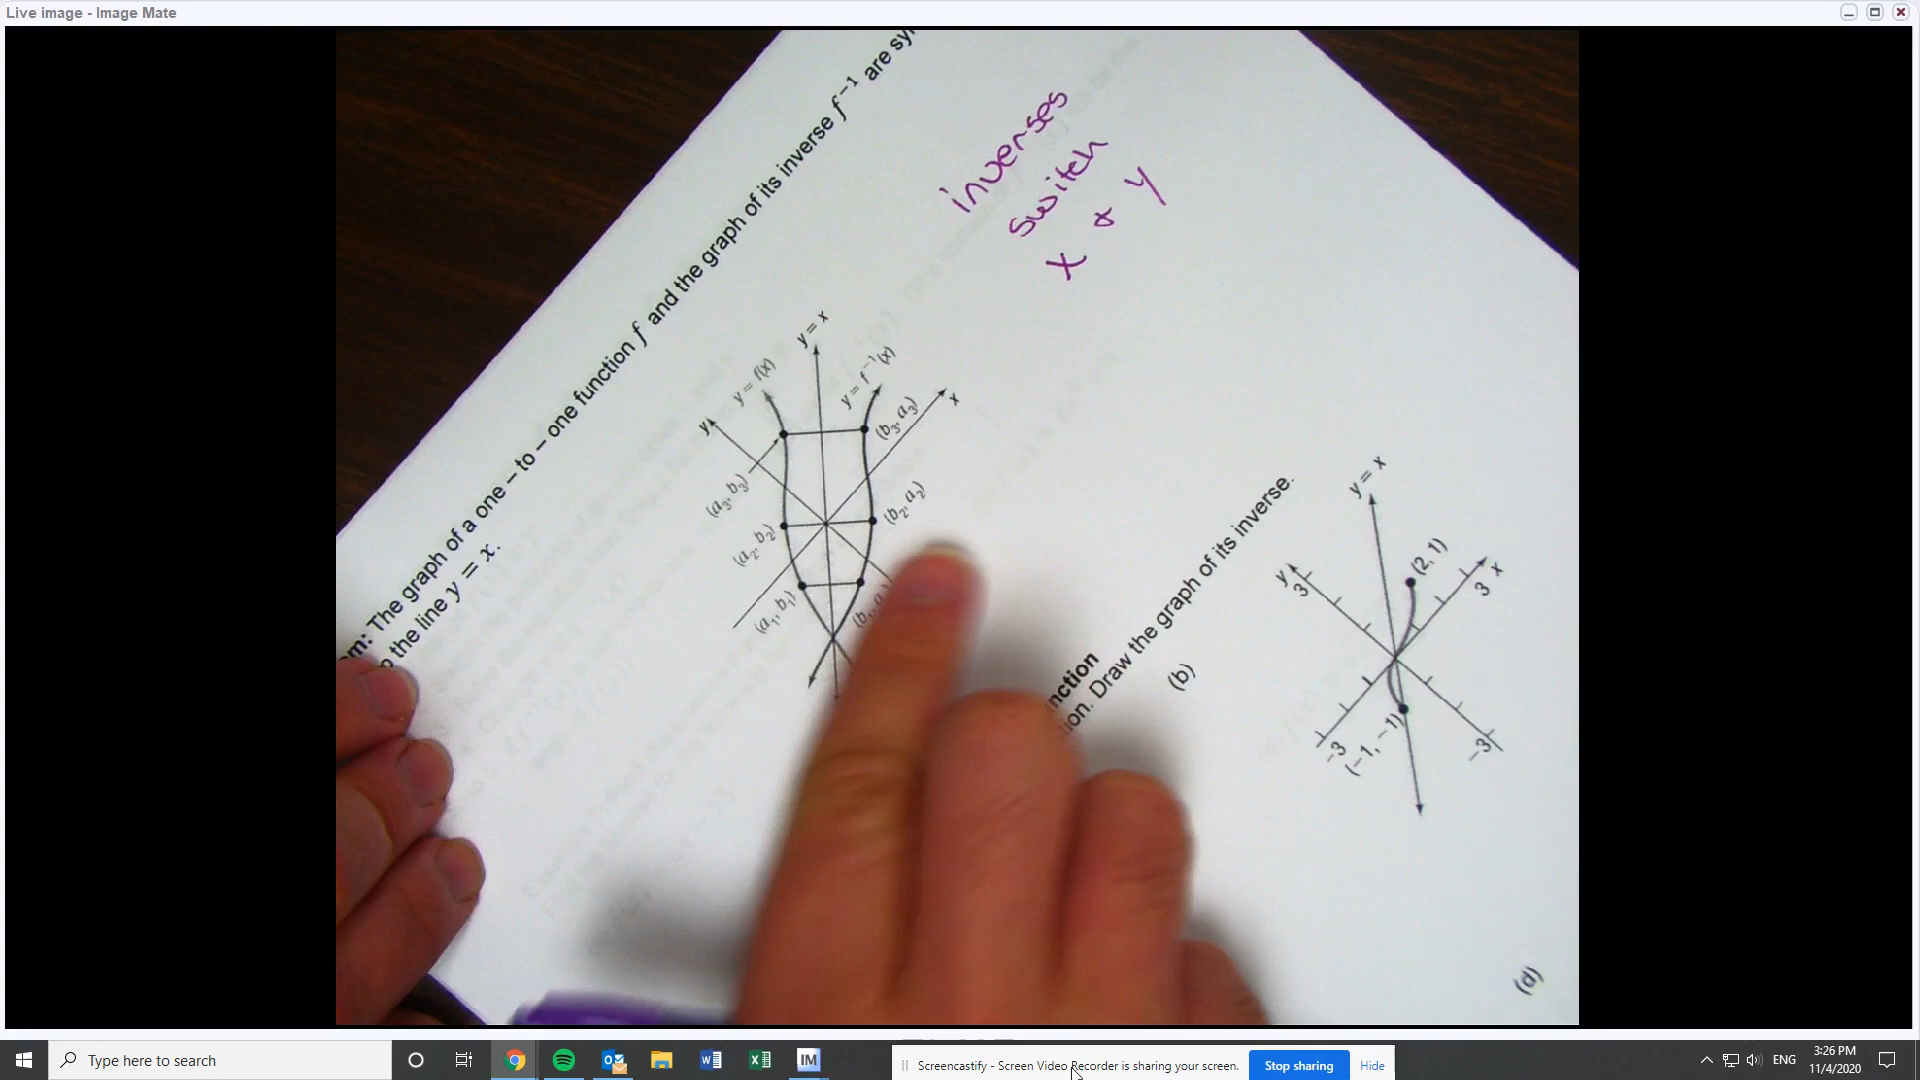 Live image - Image Mate
The graph of a one – to – one function f and the graph of its inverse f⁻¹ are
the line y = x.
inverses
switch
x & y
y = x
y = f(x)
y = f⁻¹(x)
y
x
(a₃, b₃)
(b₃, a₃)
(a₂, b₂)
(b₂, a₂)
(a₁, b₁)
Draw the graph of its inverse.
(b)
y = x
y
3
(2, 1)
3
x
-3
(-1, -1)
-3
(d)
Type here to search
IM
Screencastify - Screen Video Recorder is sharing your screen.
Stop sharing
Hide
ENG
3:26 PM
11/4/2020